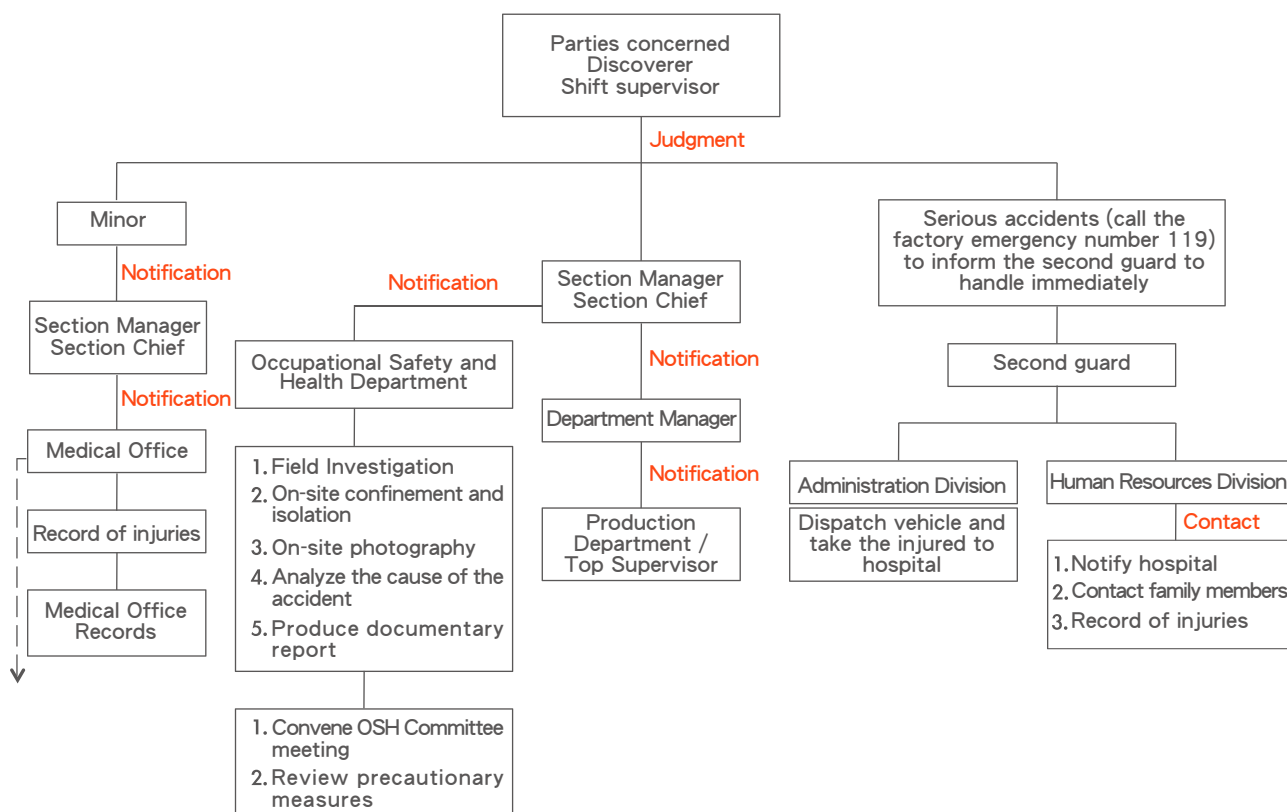 Parties concerned
Discoverer
Shift supervisor
Judgment
Minor
Notification
Section Manager
Section Chief
Notification
Medical Office
Record of injuries
Medical Office
Records
Notification
Occupational Safety and
Health Department
1. Field Investigation
2. On-site confinement and
isolation
3. On-site photography
4. Analyze the cause of the
accident
5. Produce documentary
report
1. Convene OSH Committee
meeting
2. Review precautionary
measures
Section Manager
Section Chief
Notification
Department Manager
Notification
Production
Department /
Top Supervisor
Serious accidents (call the
factory emergency number 119)
to inform the second guard to
handle immediately
Second guard
Administration Division
Dispatch vehicle and
take the injured to
hospital
Human Resources Division
Contact
1. Notify hospital
2. Contact family members
3. Record of injuries